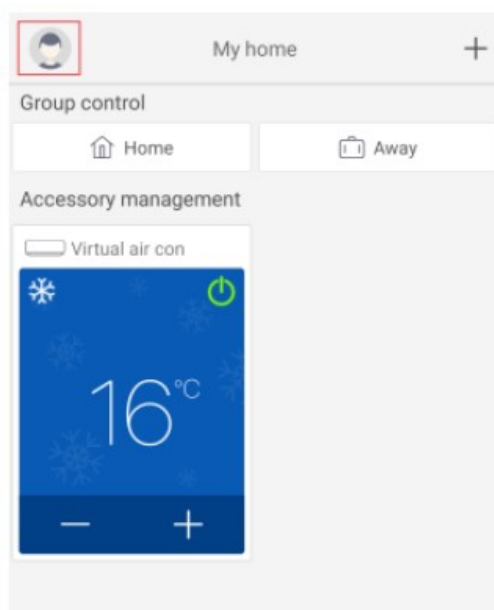 My home +
Group control
Home Away
Accessory management
Virtual air con
16°C
— +